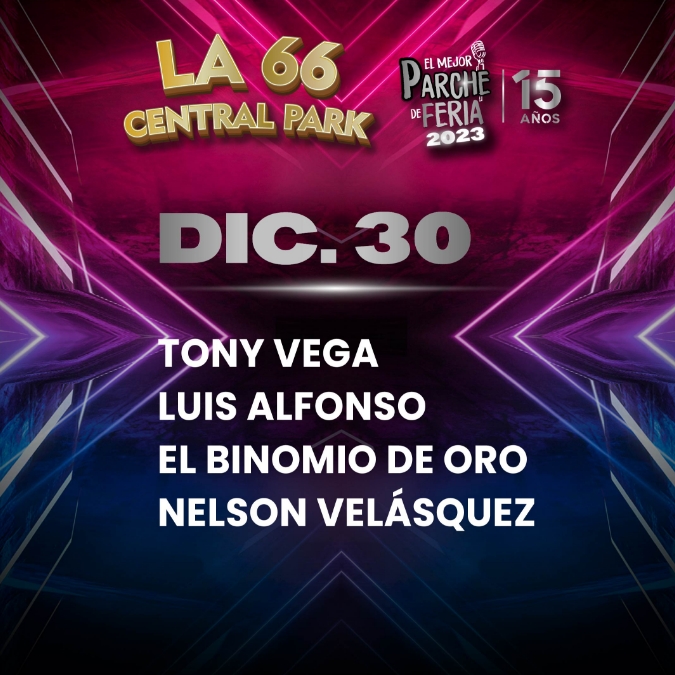 LA 66
CENTRAL PARK
EL MEJOR
PARCHE
DE FERIA
2023
15
AÑOS
DIC. 30
TONY VEGA
LUIS ALFONSO
EL BINOMIO DE ORO
NELSON VELÁSQUEZ